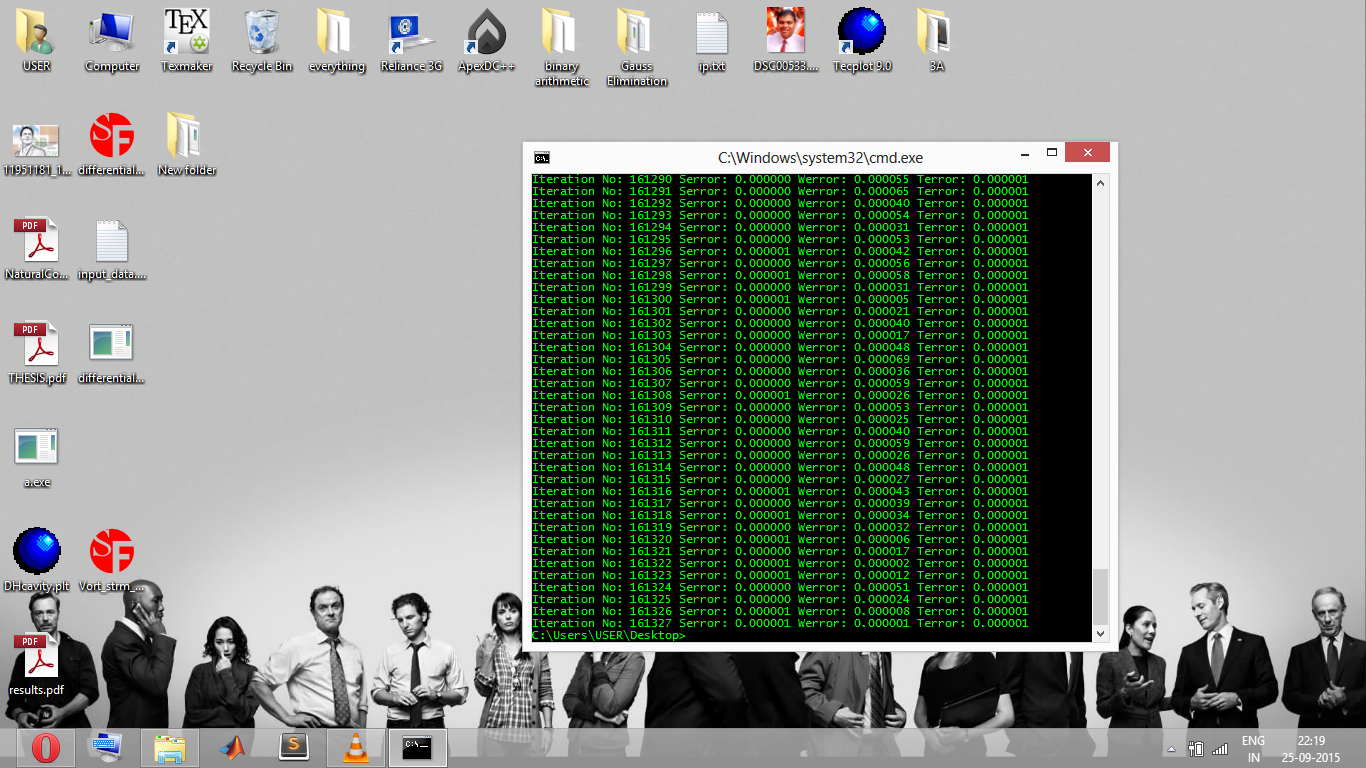 USER
Computer
Texmaker
Recycle Bin
everything
Reliance 3G
ApexDC++
binary arithmetic
Gauss Elimination
ip.txt
DSC00533....
Tecplot 9.0
3A
11951181_1...
differential...
New folder
NaturalCo...
input_data....
THESIS.pdf
differential...
a.exe
DHcavity.plt
Vort_strm_...
results.pdf
C:\Windows\system32\cmd.exe
Iteration No: 161290 Serror: 0.000000 Werror: 0.000055 Terror: 0.000001
Iteration No: 161291 Serror: 0.000000 Werror: 0.000065 Terror: 0.000001
Iteration No: 161292 Serror: 0.000000 Werror: 0.000040 Terror: 0.000001
Iteration No: 161293 Serror: 0.000000 Werror: 0.000054 Terror: 0.000001
Iteration No: 161294 Serror: 0.000000 Werror: 0.000031 Terror: 0.000001
Iteration No: 161295 Serror: 0.000000 Werror: 0.000053 Terror: 0.000001
Iteration No: 161296 Serror: 0.000001 Werror: 0.000042 Terror: 0.000001
Iteration No: 161297 Serror: 0.000000 Werror: 0.000056 Terror: 0.000001
Iteration No: 161298 Serror: 0.000001 Werror: 0.000058 Terror: 0.000001
Iteration No: 161299 Serror: 0.000000 Werror: 0.000031 Terror: 0.000001
Iteration No: 161300 Serror: 0.000001 Werror: 0.000005 Terror: 0.000001
Iteration No: 161301 Serror: 0.000000 Werror: 0.000021 Terror: 0.000001
Iteration No: 161302 Serror: 0.000000 Werror: 0.000040 Terror: 0.000001
Iteration No: 161303 Serror: 0.000000 Werror: 0.000017 Terror: 0.000001
Iteration No: 161304 Serror: 0.000000 Werror: 0.000048 Terror: 0.000001
Iteration No: 161305 Serror: 0.000000 Werror: 0.000069 Terror: 0.000001
Iteration No: 161306 Serror: 0.000000 Werror: 0.000036 Terror: 0.000001
Iteration No: 161307 Serror: 0.000000 Werror: 0.000059 Terror: 0.000001
Iteration No: 161308 Serror: 0.000001 Werror: 0.000026 Terror: 0.000001
Iteration No: 161309 Serror: 0.000000 Werror: 0.000053 Terror: 0.000001
Iteration No: 161310 Serror: 0.000000 Werror: 0.000025 Terror: 0.000001
Iteration No: 161311 Serror: 0.000000 Werror: 0.000040 Terror: 0.000001
Iteration No: 161312 Serror: 0.000000 Werror: 0.000059 Terror: 0.000001
Iteration No: 161313 Serror: 0.000000 Werror: 0.000026 Terror: 0.000001
Iteration No: 161314 Serror: 0.000000 Werror: 0.000048 Terror: 0.000001
Iteration No: 161315 Serror: 0.000000 Werror: 0.000027 Terror: 0.000001
Iteration No: 161316 Serror: 0.000001 Werror: 0.000043 Terror: 0.000001
Iteration No: 161317 Serror: 0.000000 Werror: 0.000039 Terror: 0.000001
Iteration No: 161318 Serror: 0.000001 Werror: 0.000034 Terror: 0.000001
Iteration No: 161319 Serror: 0.000000 Werror: 0.000032 Terror: 0.000001
Iteration No: 161320 Serror: 0.000001 Werror: 0.000006 Terror: 0.000001
Iteration No: 161321 Serror: 0.000000 Werror: 0.000017 Terror: 0.000001
Iteration No: 161322 Serror: 0.000001 Werror: 0.000002 Terror: 0.000001
Iteration No: 161323 Serror: 0.000001 Werror: 0.000012 Terror: 0.000001
Iteration No: 161324 Serror: 0.000000 Werror: 0.000051 Terror: 0.000001
Iteration No: 161325 Serror: 0.000000 Werror: 0.000024 Terror: 0.000001
Iteration No: 161326 Serror: 0.000001 Werror: 0.000008 Terror: 0.000001
Iteration No: 161327 Serror: 0.000001 Werror: 0.000001 Terror: 0.000001
C:\Users\USER\Desktop>
ENG
IN
22:19
25-09-2015